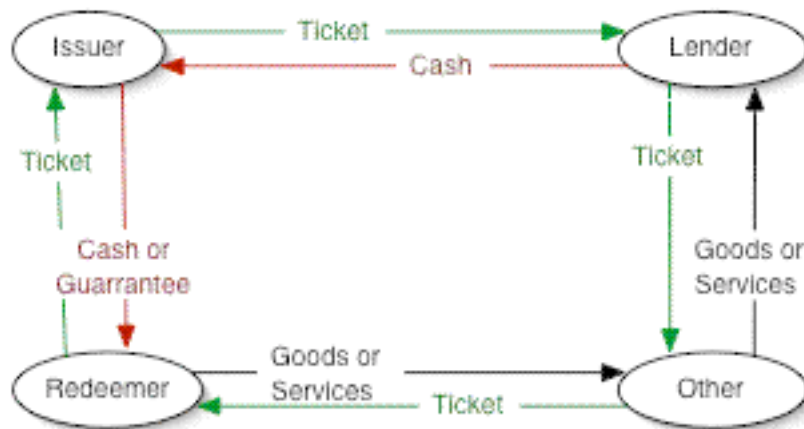 Issuer
Ticket
Lender
Cash
Ticket
Ticket
Cash or
Guarrantee
Goods or
Services
Redeemer
Goods or
Services
Other
Ticket